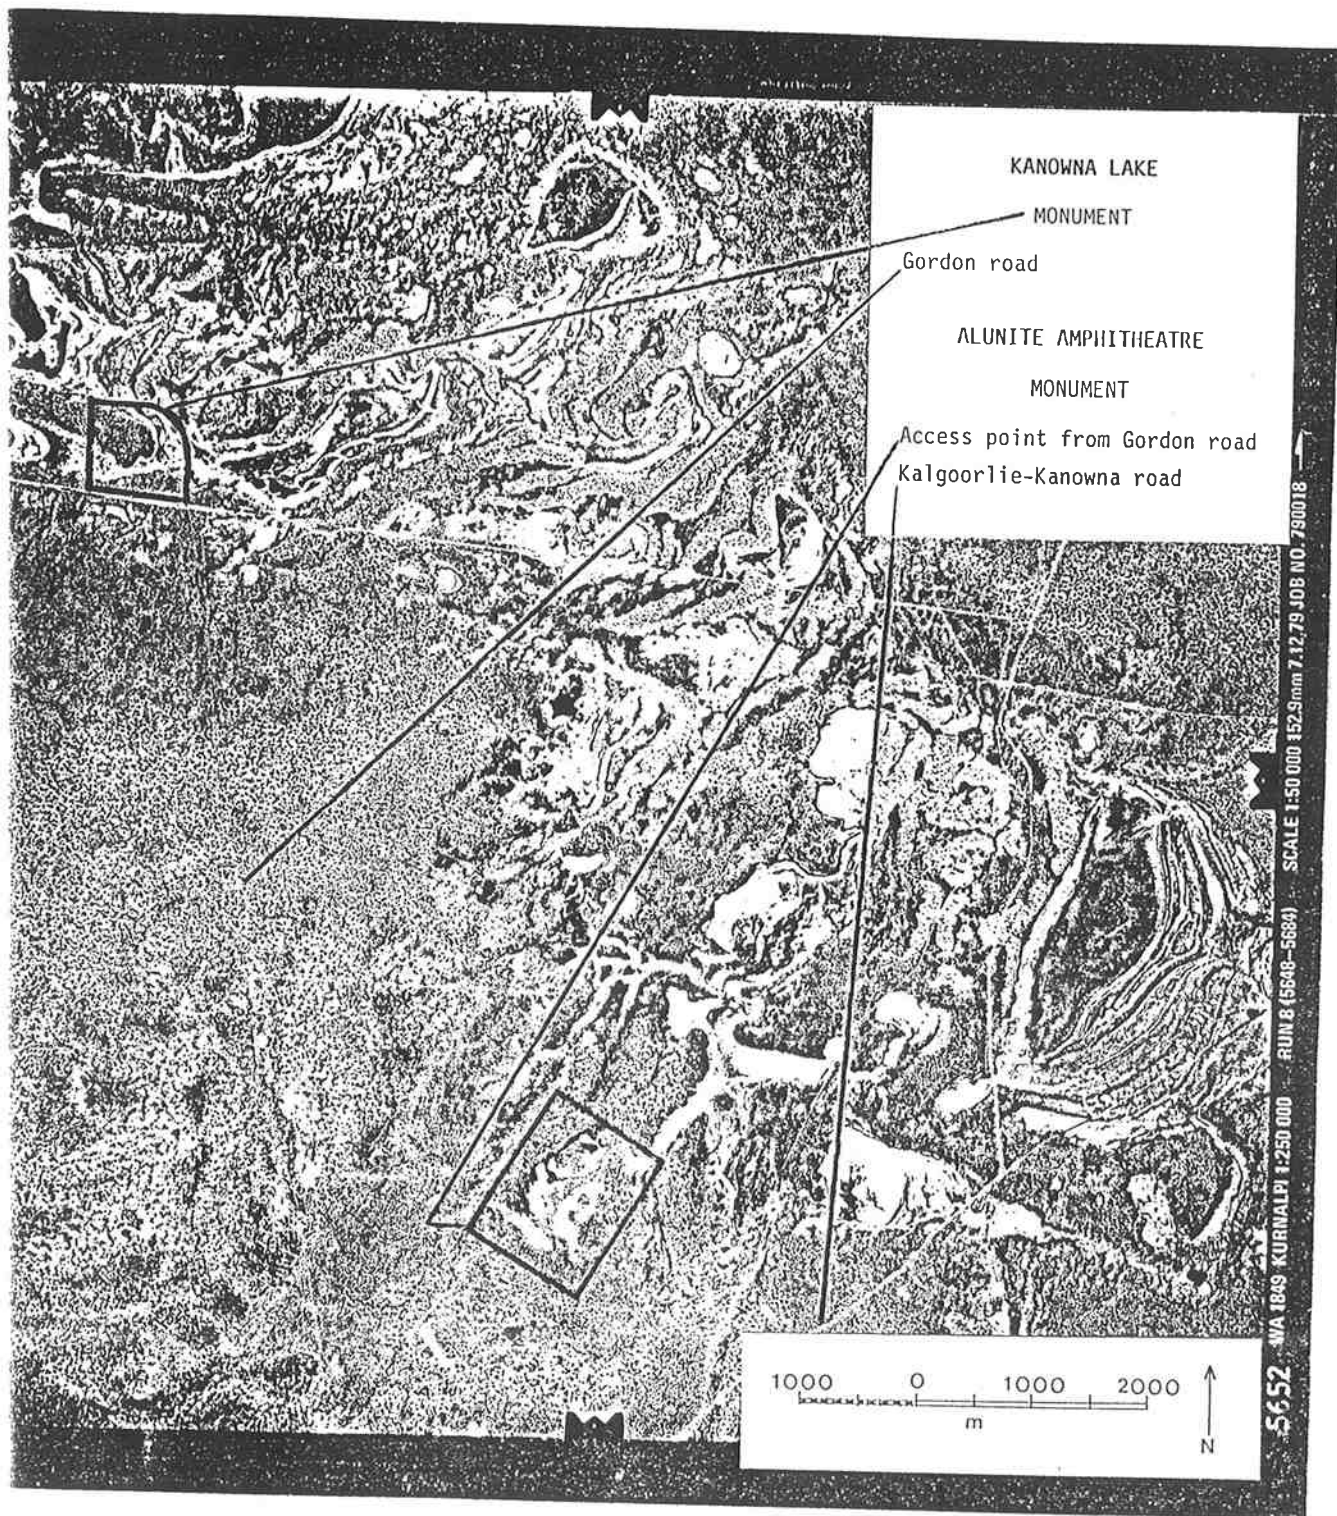 KANOWNA LAKE
MONUMENT
Gordon road
ALUNITE AMPHITHEATRE
MONUMENT
Access point from Gordon road
Kalgoorlie-Kanowna road
1000 0 1000 2000
m
N
5652 WA 1849 KURNALPI 1:250 000 RUN 8 (5648-5684) SCALE 1:50 000 152.9mm 7.12.79 JOB NO. 790018